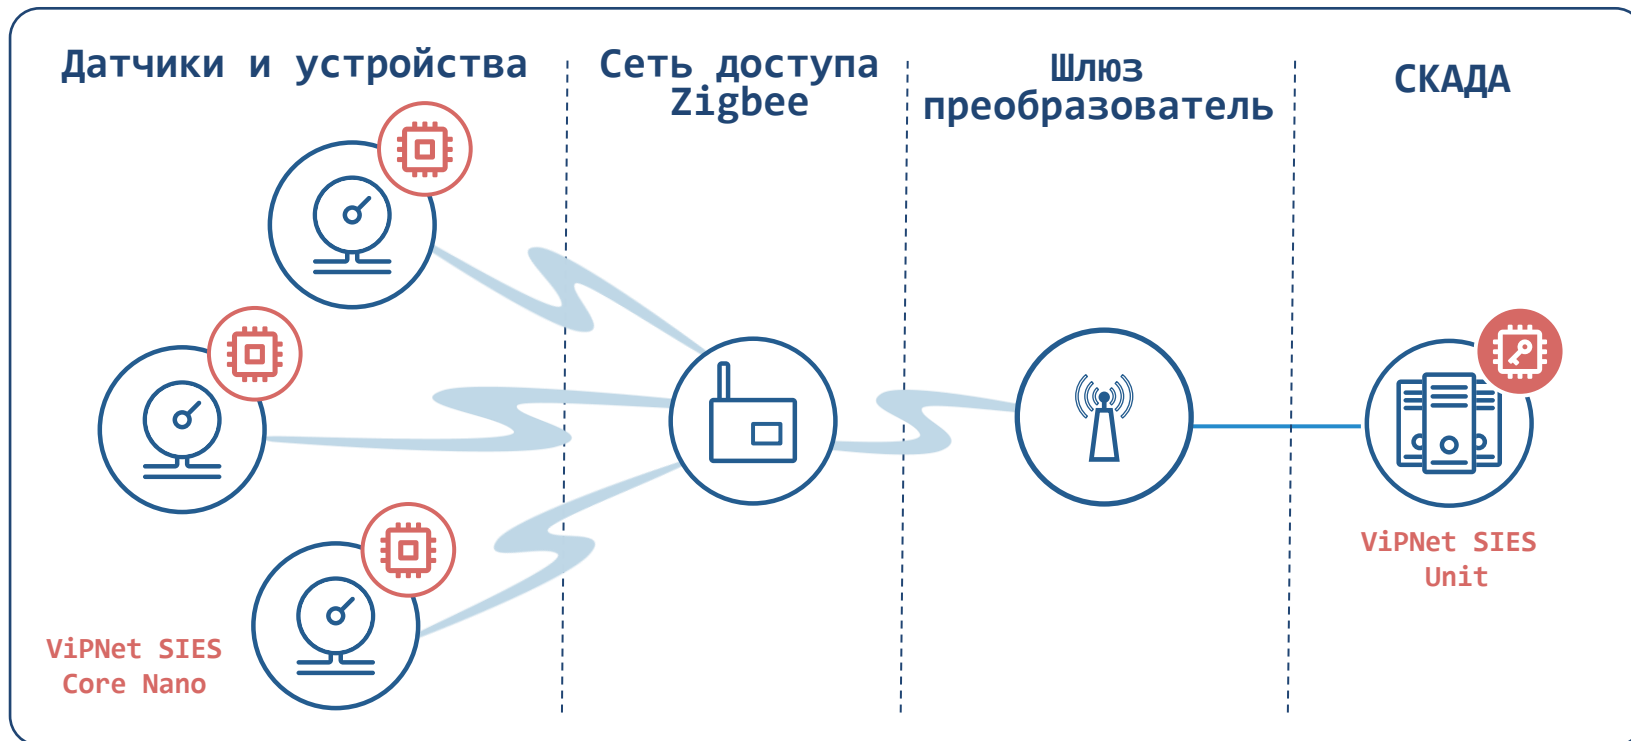 Датчики и устройства
Сеть доступа
Zigbee
Шлюз
преобразователь
СКАДА
ViPNet SIES
Unit
ViPNet SIES
Core Nano